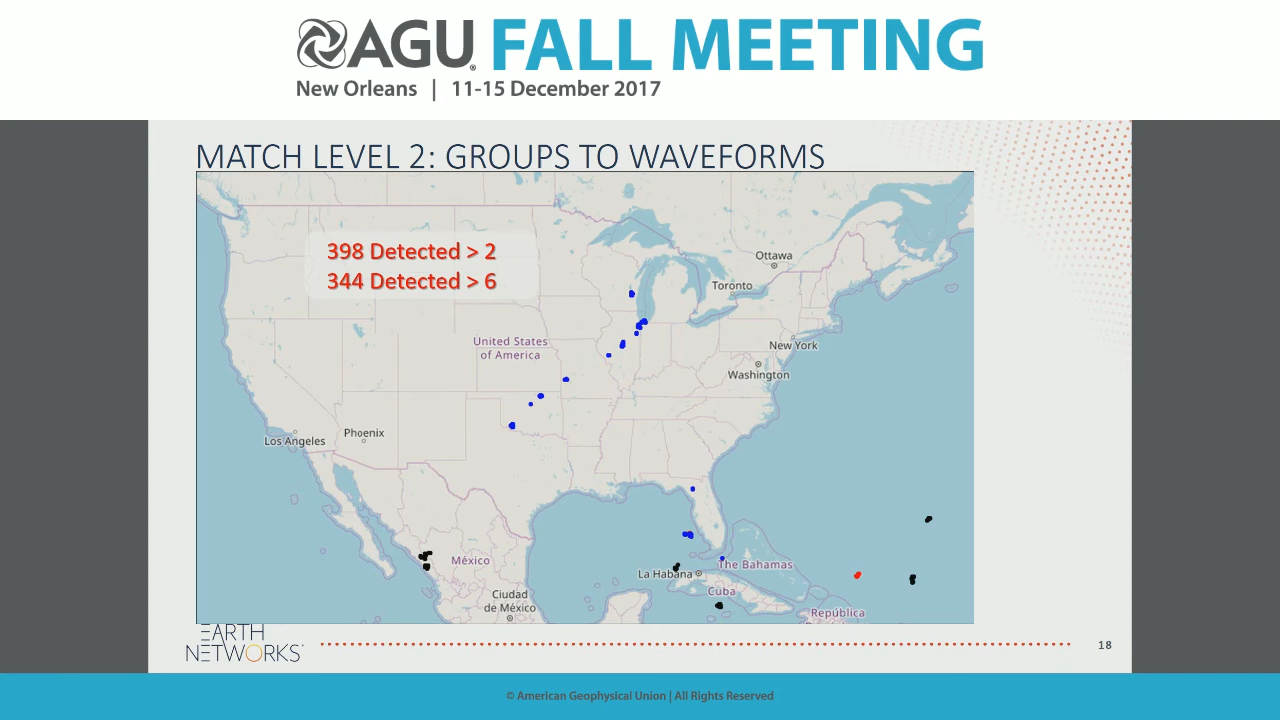 AGU FALL MEETING
New Orleans | 11-15 December 2017
MATCH LEVEL 2: GROUPS TO WAVEFORMS
398 Detected > 2
344 Detected > 6
Ottawa
Toronto
United States
of America
New York
Washington
Los Angeles
Phoenix
México
La Habana
The Bahamas
Cuba
Ciudad
de México
República
EARTH
NETWORKS
18
© American Geophysical Union | All Rights Reserved